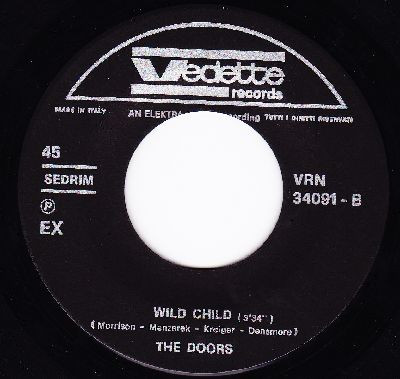 Vedette
records
MADE IN ITALY
AN ELEKTRA recording TUTTI I DIRITTI RISERVATI
45
SEDRIM
VRN
34091 - B
P
EX
WILD CHILD (3'34'')
(Morrison - Manzarek - Kreiger - Densmore)
THE DOORS